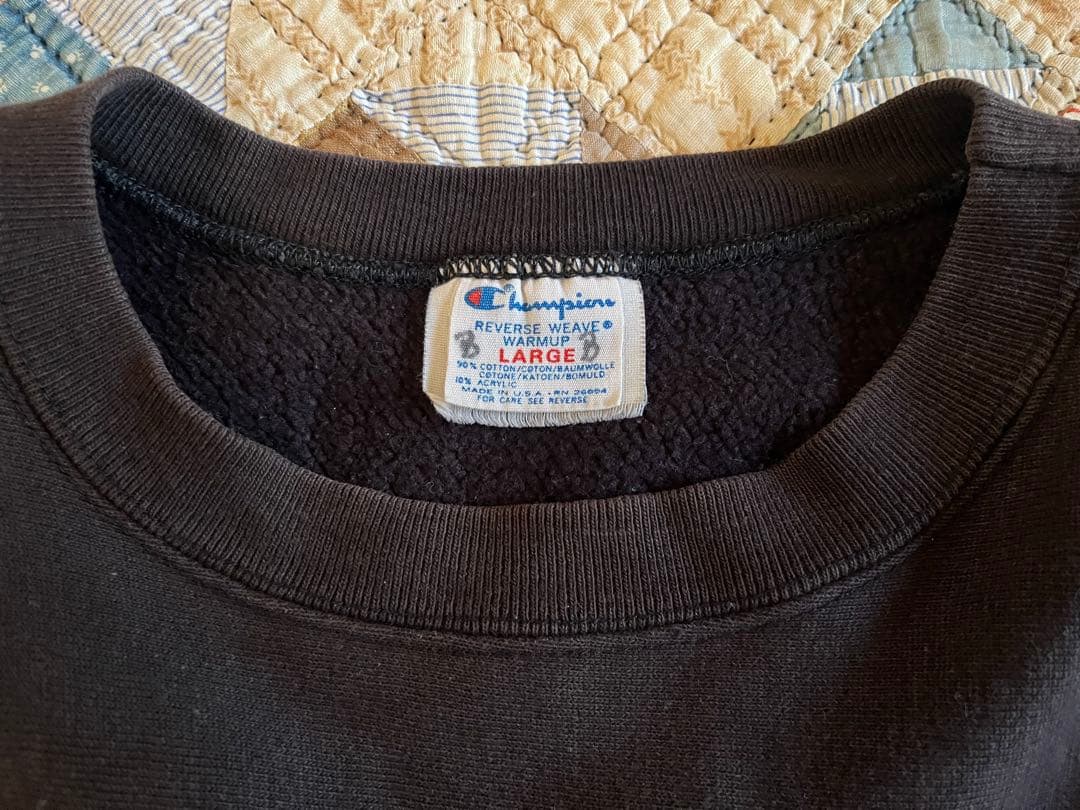 Champion®
REVERSE WEAVE®
WARMUP
B LARGE B
90% COTTON/COTON/BAUMWOLLE
COTONE/KATOEN/BOMULD
10% ACRYLIC
MADE IN U.S.A. - RN 26094
FOR CARE SEE REVERSE